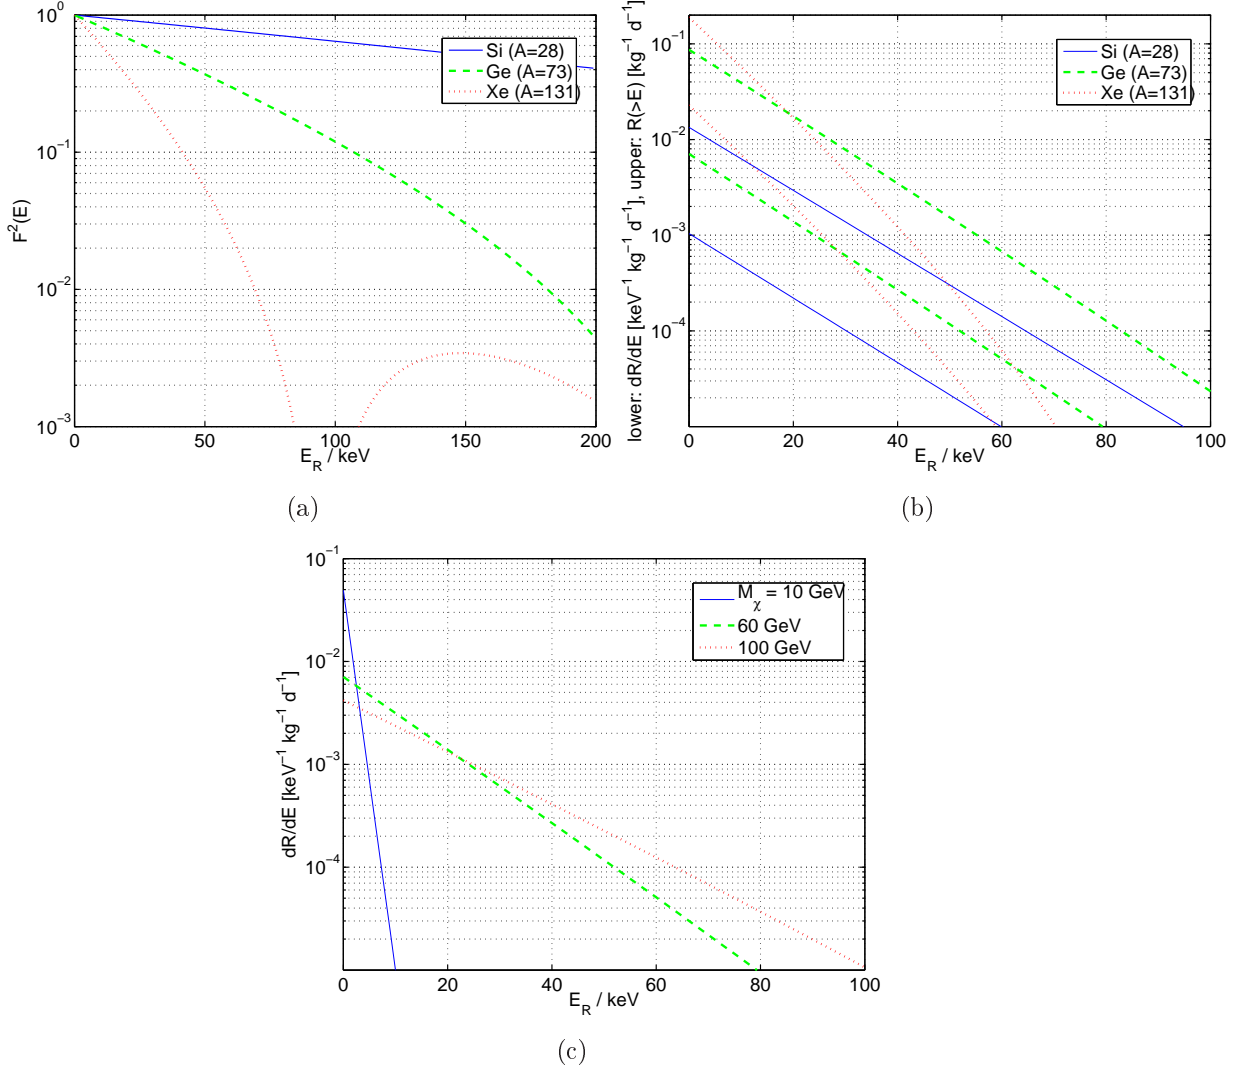 10^0
10^-1
10^-2
10^-3
F^2(E)
0
50
100
150
200
E_R / keV
Si (A=28)
Ge (A=73)
Xe (A=131)
(a)
10^-1
10^-2
10^-3
10^-4
lower: dR/dE [keV^-1 kg^-1 d^-1], upper: R(>E) [kg^-1 d^-1]
0
20
40
60
80
100
E_R / keV
Si (A=28)
Ge (A=73)
Xe (A=131)
(b)
10^-1
10^-2
10^-3
10^-4
dR/dE [keV^-1 kg^-1 d^-1]
0
20
40
60
80
100
E_R / keV
M_χ = 10 GeV
60 GeV
100 GeV
(c)